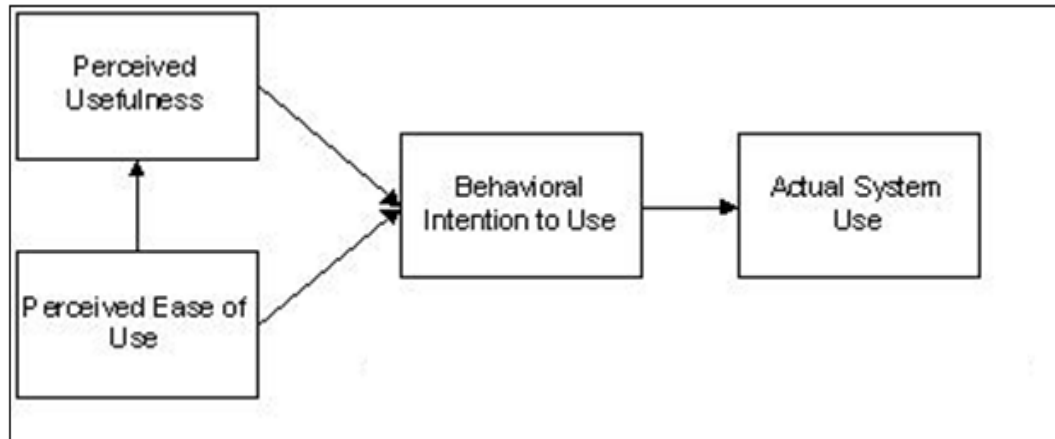 Perceived
Usefulness
Behavioral
Intention to Use
Actual System
Use
Perceived Ease of
Use